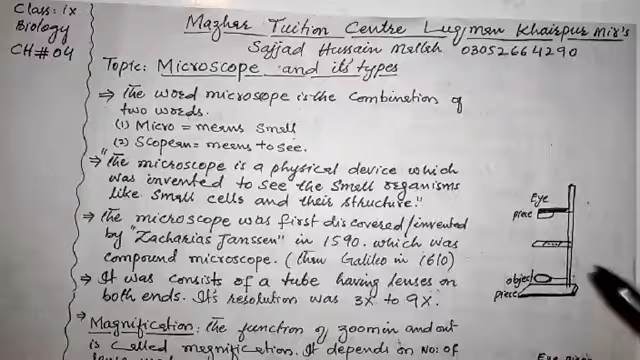 Class: ix
Biology
CH # 04
Mazhar Tuition Centre Luqman Khairpur Mir's
Sajjad Hussain Mallah 03052664290
Topic: Microscope and its types
⇒ The word microscope is the combination of
two words.
(1) Micro = means small
(2) Scopean = means to see.
⇒ "The microscope is a physical device which
was invented to see the small organisms
like small cells and their structure."
⇒ The microscope was first discovered/invented
by "Zacharias Janssen" in 1590. which was
compound microscope. (then Galileo in 1610)
⇒ It was consists of a tube having lenses on
both ends. It's resolution was 3X to 9X.
⇒ Magnification: The function of zoom in and out
is called magnification. It depends on No: of
Eye
piece
object
piece